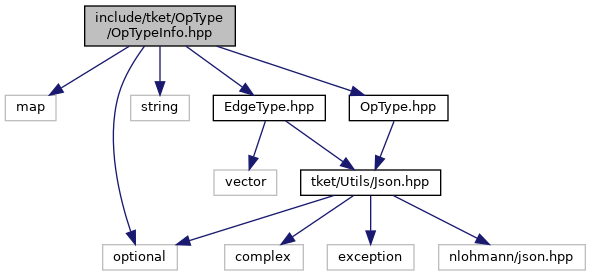 include/tket/OpType
/OpTypeInfo.hpp
map
string
EdgeType.hpp
OpType.hpp
vector
tket/Utils/Json.hpp
optional
complex
exception
nlohmann/json.hpp